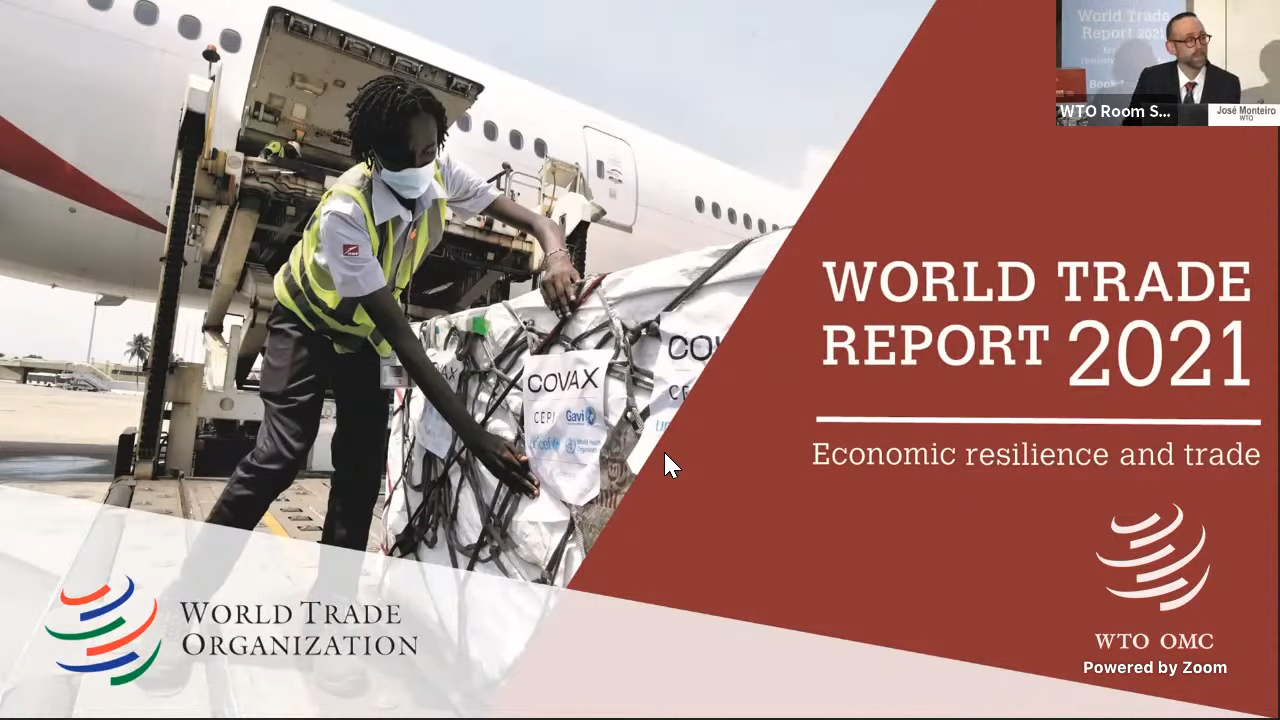 World Trade
Report 2021
WTO Room S...
José Monteiro
WTO
WORLD TRADE
REPORT 2021
Economic resilience and trade
COVAX
CEPI
Gavi
unicef
World Health
Organization
WORLD TRADE
ORGANIZATION
WTO OMC
Powered by Zoom